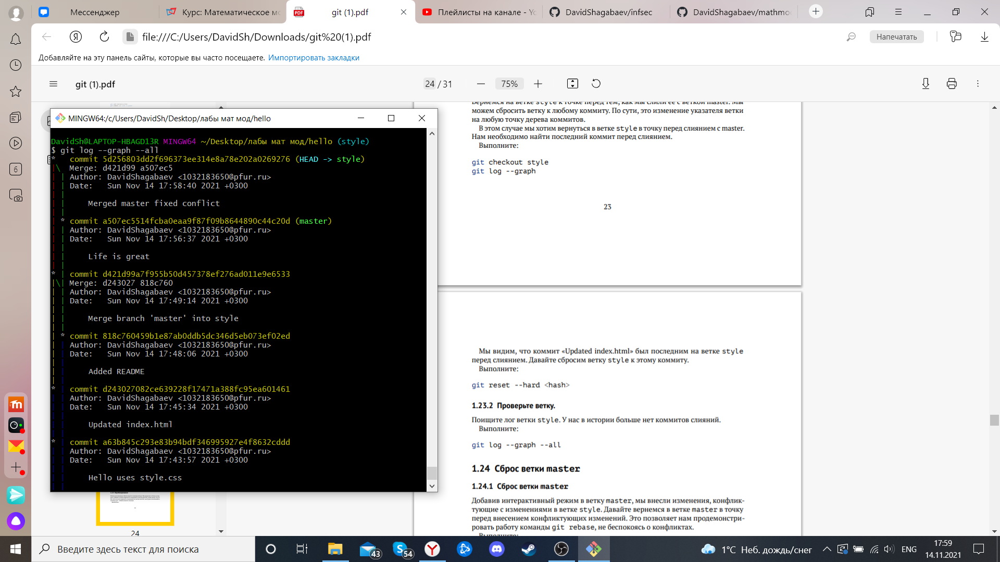 Мессенджер
Курс: Математическое мо
git (1).pdf
Плейлисты на канале - Yo
DavidShagabaev/infsec
DavidShagabaev/mathmo
file:///C:/Users/DavidSh/Downloads/git%20(1).pdf
Напечатать
Добавляйте на эту панель сайты, которые вы часто посещаете. Импортировать закладки
git (1).pdf
24 / 31
75%
MINGW64:/c/Users/DavidSh/Desktop/лабы мат мод/hello
DavidSh@LAPTOP-HBAGD13R MINGW64 ~/Desktop/лабы мат мод/hello (style)
$ git log --graph --all
*   commit 5d256803dd2f696373ee314e8a78e202a0269276 (HEAD -> style)
|\  Merge: d421d99 a507ec5
| | Author: DavidShagabaev <1032183650@pfur.ru>
| | Date:   Sun Nov 14 17:58:40 2021 +0300
| |
| |     Merged master fixed conflict
| |
| * commit a507ec5514fcba0eaa9f87f09b8644890c44c20d (master)
| | Author: DavidShagabaev <1032183650@pfur.ru>
| | Date:   Sun Nov 14 17:56:37 2021 +0300
| |
| |     Life is great
| |
* | commit d421d99a7f955b50d457378ef276ad011e9e6533
|\| Merge: d243027 818c760
| | Author: DavidShagabaev <1032183650@pfur.ru>
| | Date:   Sun Nov 14 17:49:14 2021 +0300
| |
| |     Merge branch 'master' into style
| |
| * commit 818c760459b1e87ab0ddb5dc346d5eb073ef02ed
| | Author: DavidShagabaev <1032183650@pfur.ru>
| | Date:   Sun Nov 14 17:48:06 2021 +0300
| |
| |     Added README
| |
* | commit d243027082ce639228f17471a388fc95ea601461
| | Author: DavidShagabaev <1032183650@pfur.ru>
| | Date:   Sun Nov 14 17:45:34 2021 +0300
| |
| |     Updated index.html
| |
* | commit a63b845c293e83b94bdf346995927e4f8632cddd
| | Author: DavidShagabaev <1032183650@pfur.ru>
| | Date:   Sun Nov 14 17:43:57 2021 +0300
| |
| |     Hello uses style.css
Вернемся на ветке style к точке перед тем, как мы слили ее с веткой master. Мы
можем сбросить ветку к любому коммиту. По сути, это изменение указателя ветки
на любую точку дерева коммитов.
В этом случае мы хотим вернуться в ветке style в точку перед слиянием с master.
Нам необходимо найти последний коммит перед слиянием.
Выполните:
git checkout style
git log --graph
23
Мы видим, что коммит «Updated index.html» был последним на ветке style
перед слиянием. Давайте сбросим ветку style к этому коммиту.
Выполните:
git reset --hard <hash>
1.23.2 Проверьте ветку.
Поищите лог ветки style. У нас в истории больше нет коммитов слияний.
Выполните:
git log --graph --all
1.24 Сброс ветки master
1.24.1 Сброс ветки master
Добавив интерактивный режим в ветку master, мы внесли изменения, конфлик-
тующие с изменениями в ветке style. Давайте вернемся в ветке master в точку
перед внесением конфликтующих изменений. Это позволяет нам продемонстри-
ровать работу команды git rebase, не беспокоясь о конфликтах.
Выполните:
6
24
Введите здесь текст для поиска
43
54
1°C Неб. дождь/снег
ENG
17:59
14.11.2021